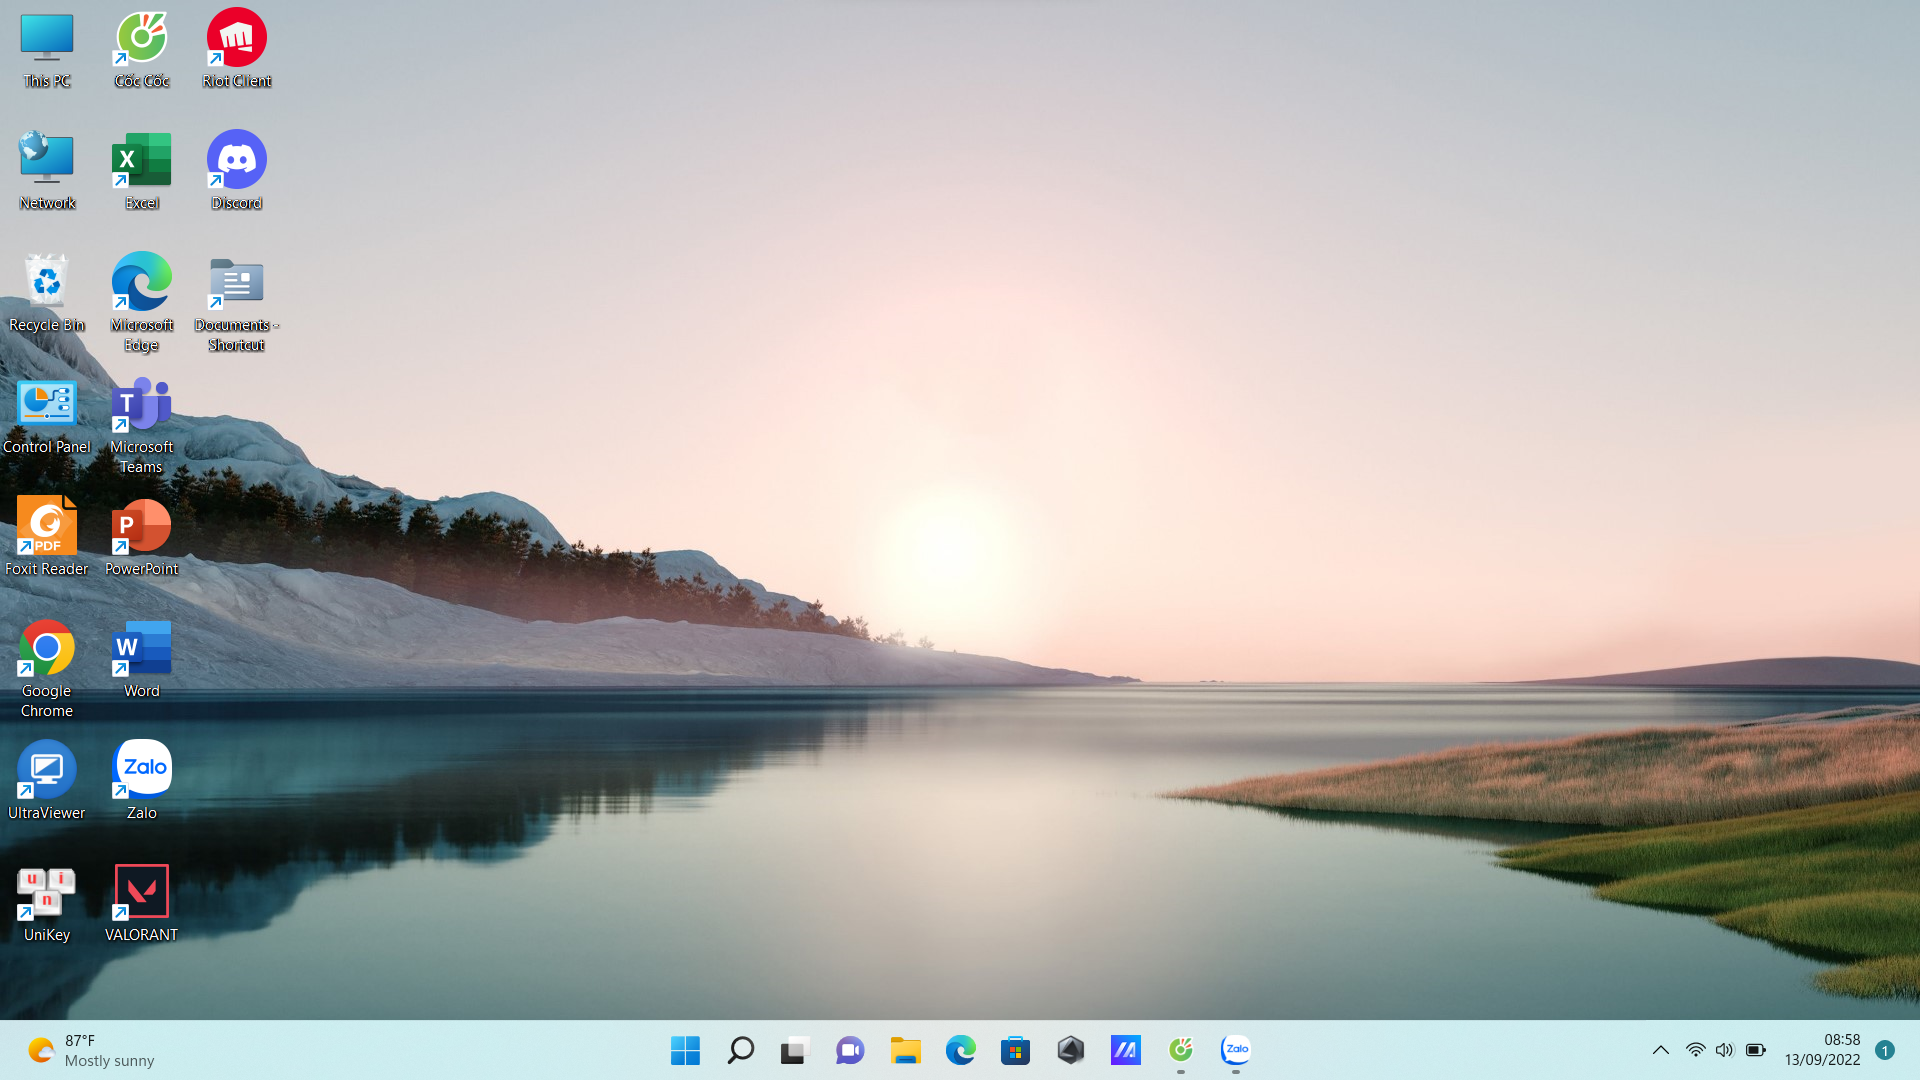 This PC
Cốc Cốc
Riot Client
Network
X
Excel
Discord
Recycle Bin
Microsoft
Edge
Documents -
Shortcut
Control Panel
T
Microsoft
Teams
PDF
Foxit Reader
P
PowerPoint
Google
Chrome
W
Word
UltraViewer
Zalo
Zalo
u i
n
UniKey
VALORANT
87°F
Mostly sunny
Zalo
08:58
13/09/2022
1